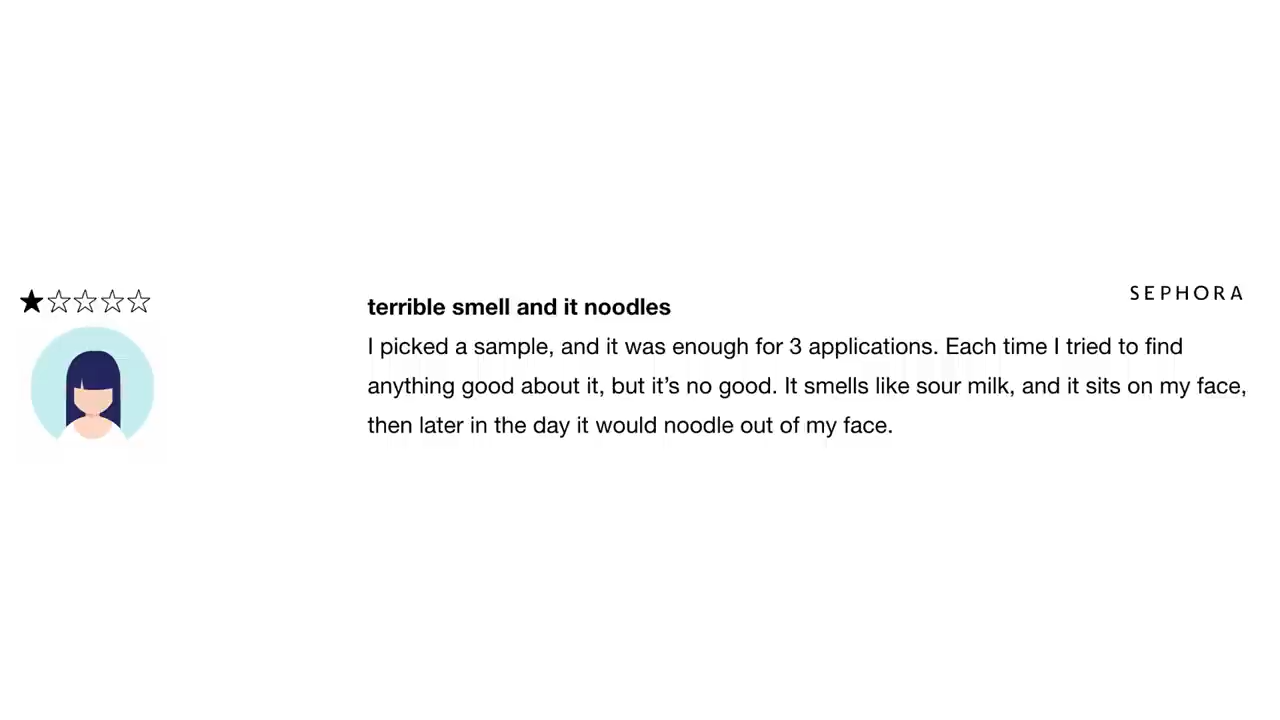 SEPHORA
terrible smell and it noodles
I picked a sample, and it was enough for 3 applications. Each time I tried to find
anything good about it, but it’s no good. It smells like sour milk, and it sits on my face,
then later in the day it would noodle out of my face.